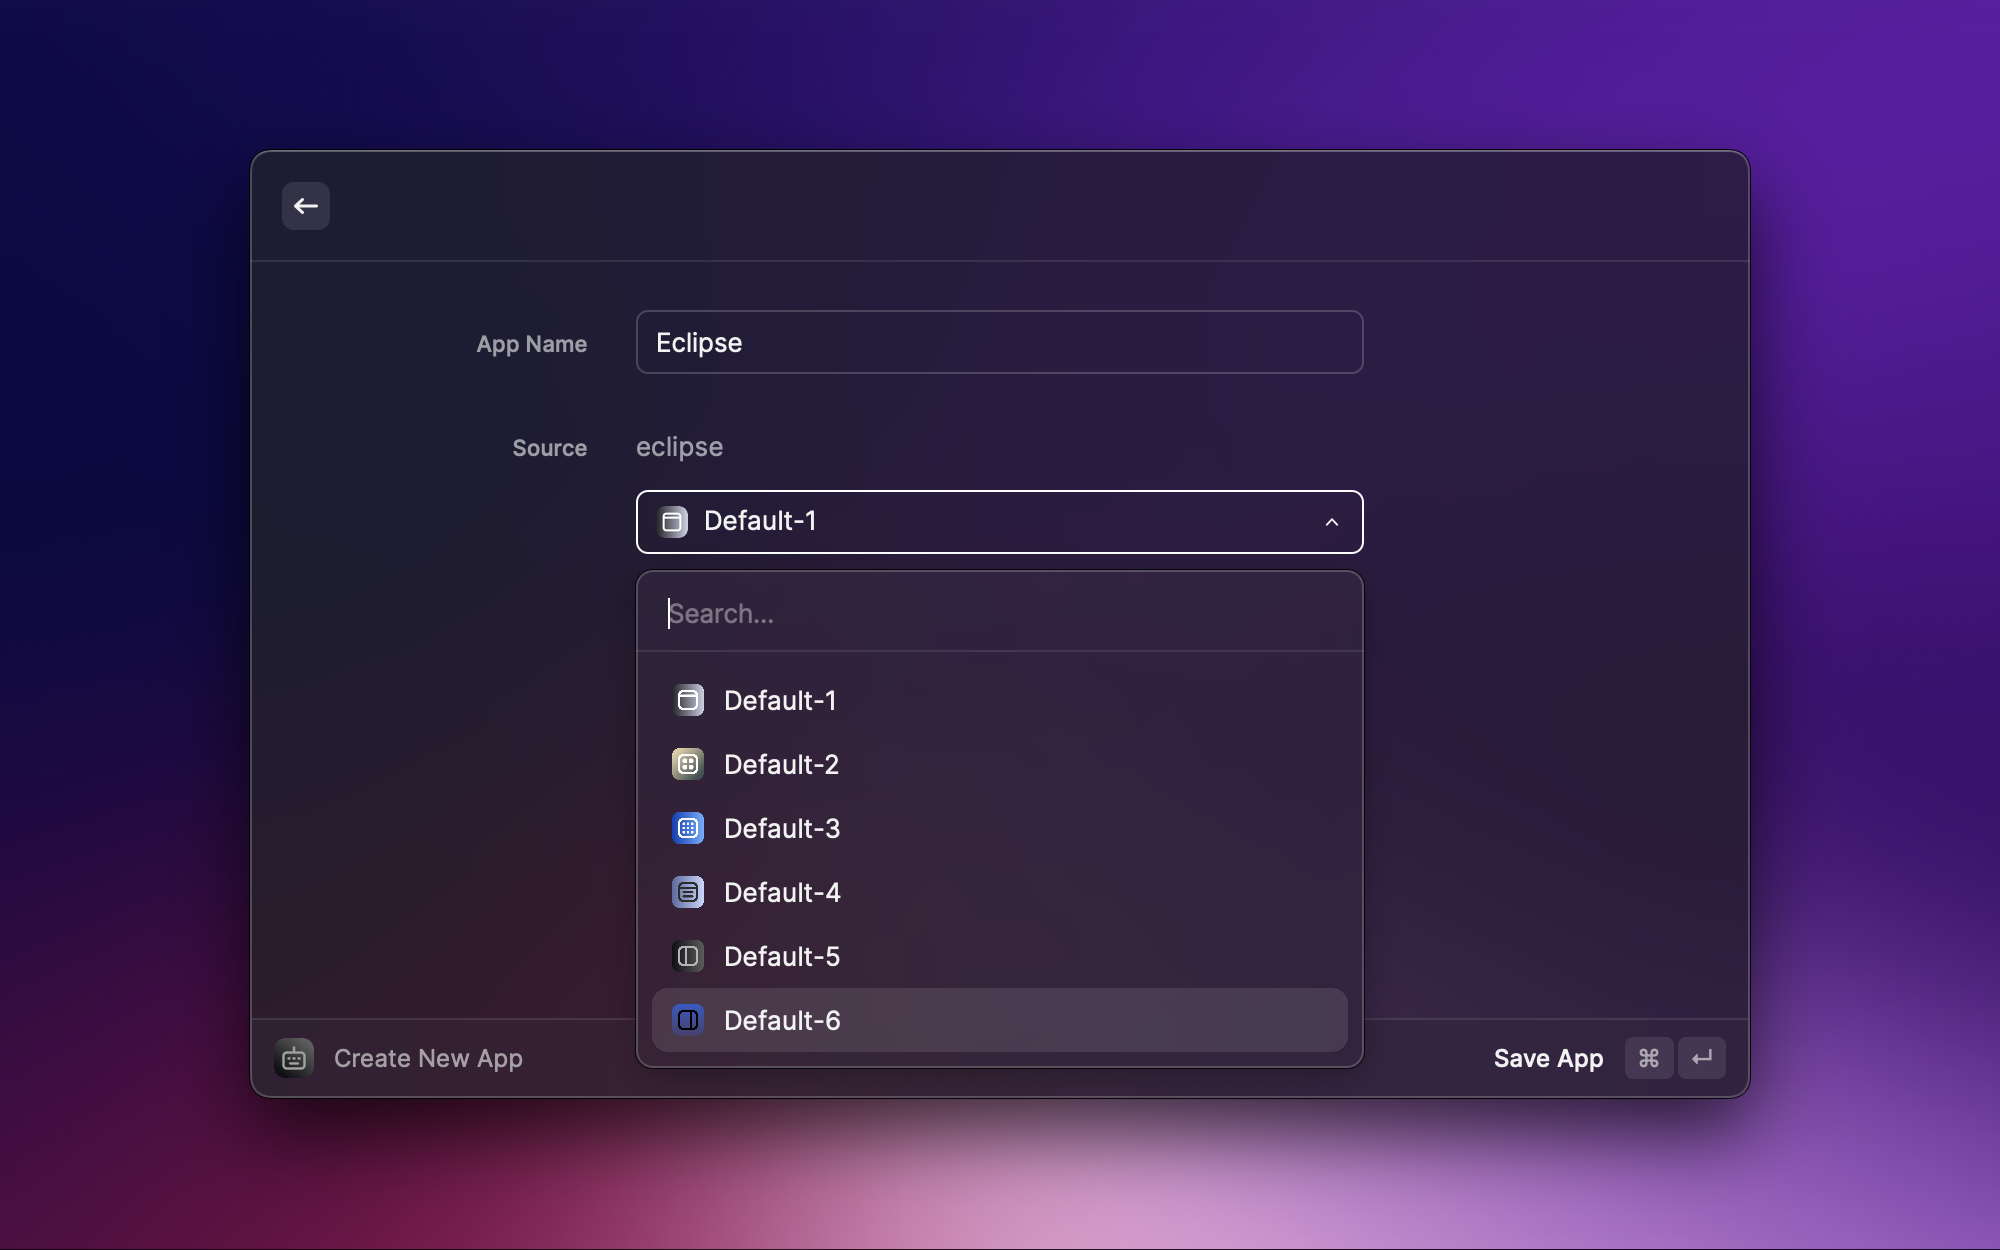 App Name
Eclipse
Source
eclipse
Default-1
Search...
Default-1
Default-2
Default-3
Default-4
Default-5
Default-6
Create New App
Save App ⌘ ↵